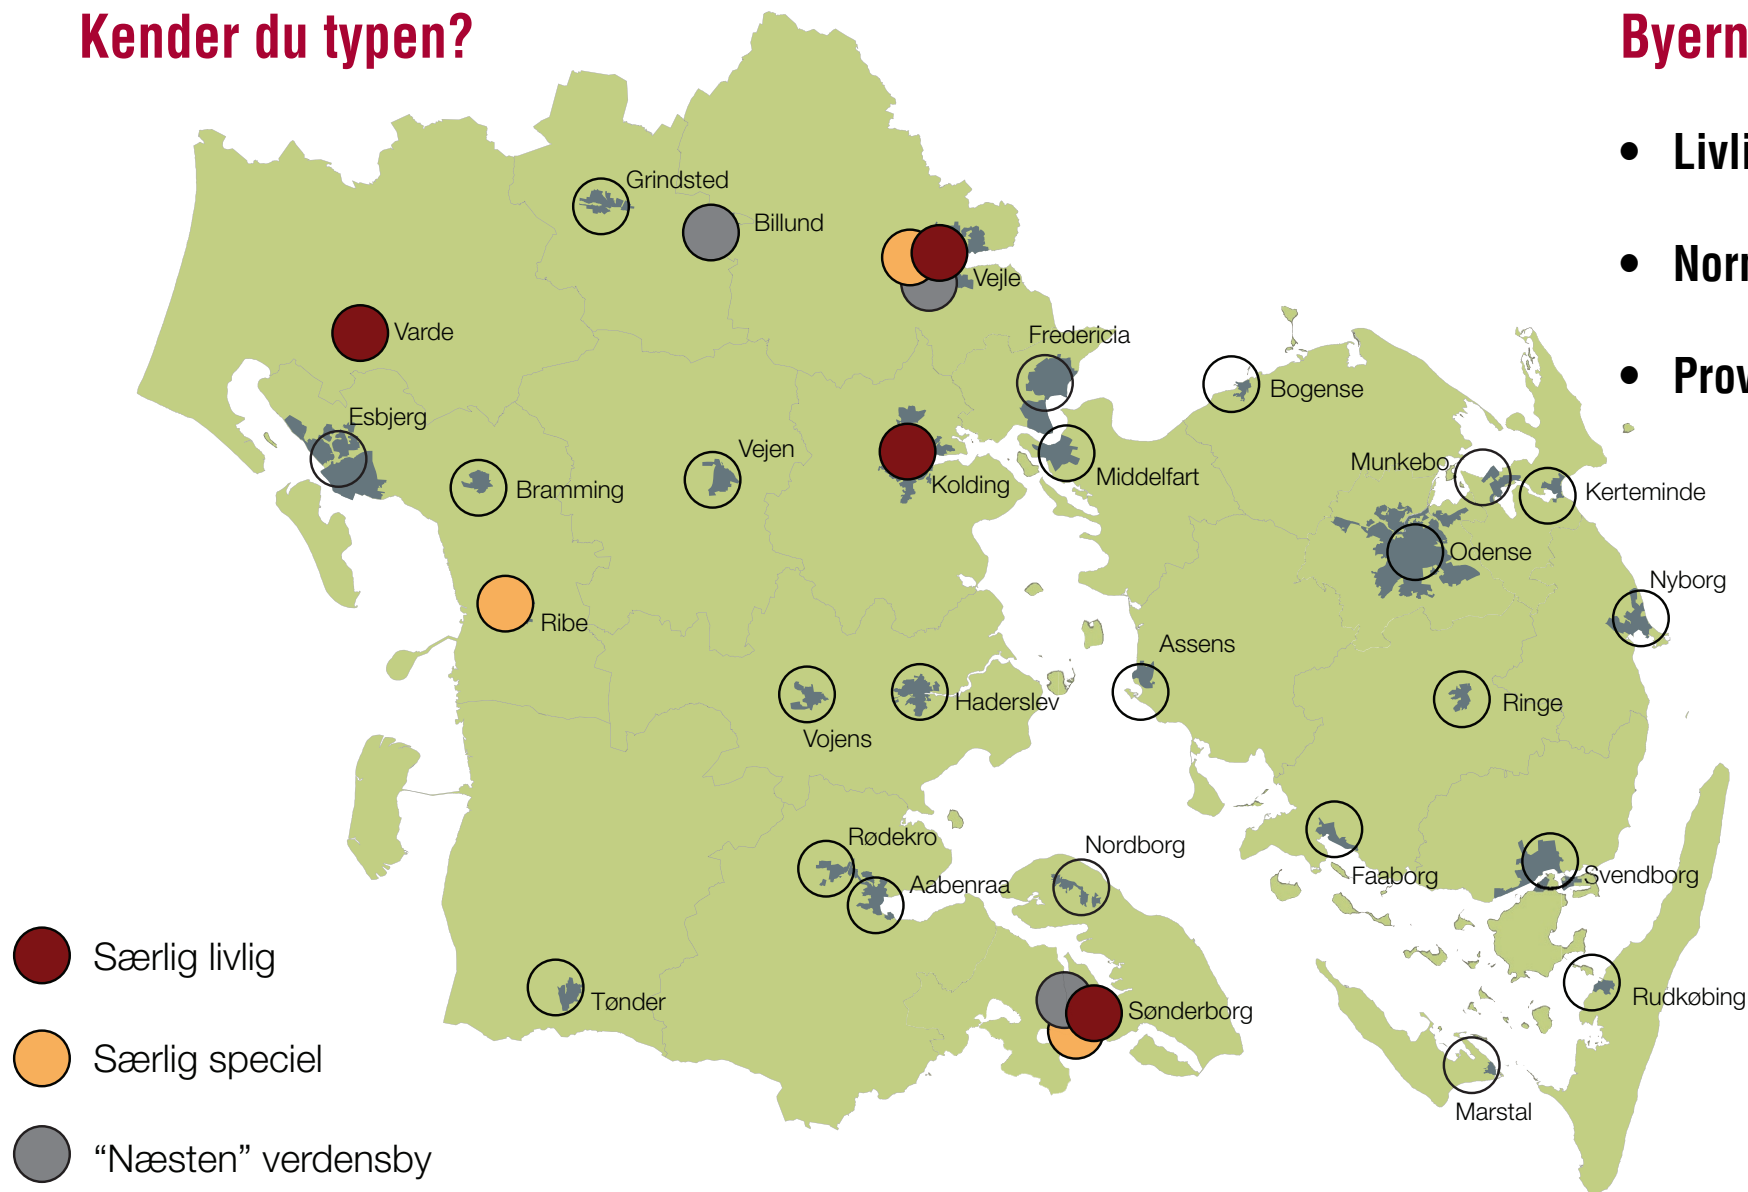 Kender du typen?
Byern
• Livli
• Norr
• Prov
Grindsted
Billund
Vejle
Varde
Fredericia
Bogense
Esbjerg
Vejen
Bramming
Kolding
Middelfart
Munkebo
Kerteminde
Odense
Nyborg
Ribe
Assens
Haderslev
Ringe
Vojens
Rødekro
Nordborg
Aabenraa
Faaborg
Svendborg
Tønder
Sønderborg
Rudkøbing
Marstal
Særlig livlig
Særlig speciel
“Næsten” verdensby